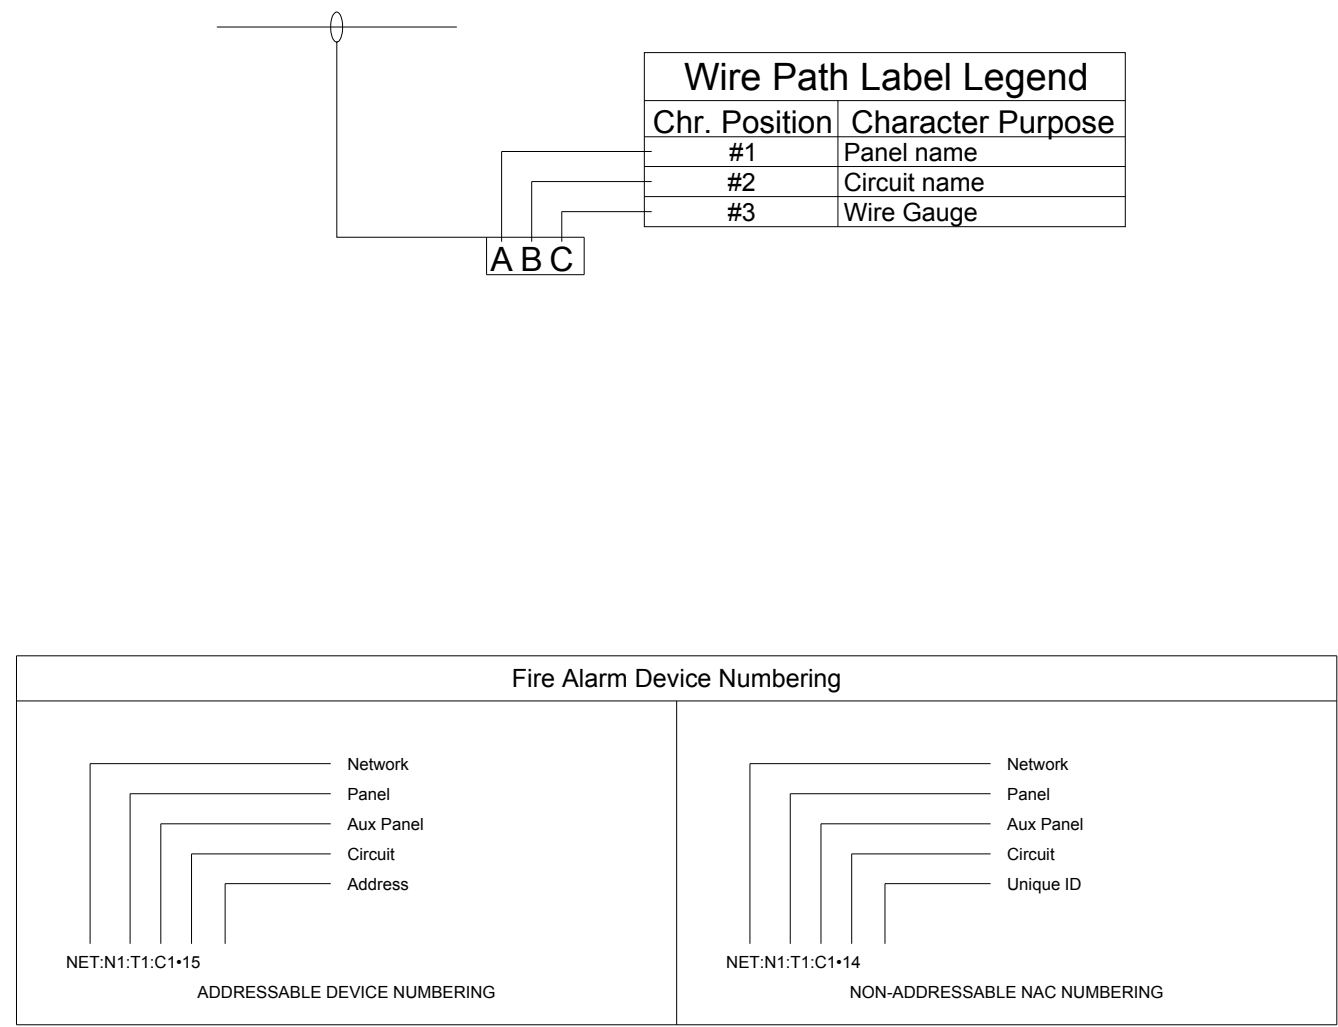 Wire Path Label Legend
Chr. Position Character Purpose
#1 Panel name
#2 Circuit name
#3 Wire Gauge
A B C
Fire Alarm Device Numbering
Network
Panel
Aux Panel
Circuit
Address
NET:N1:T1:C1•15
ADDRESSABLE DEVICE NUMBERING
Network
Panel
Aux Panel
Circuit
Unique ID
NET:N1:T1:C1•14
NON-ADDRESSABLE NAC NUMBERING